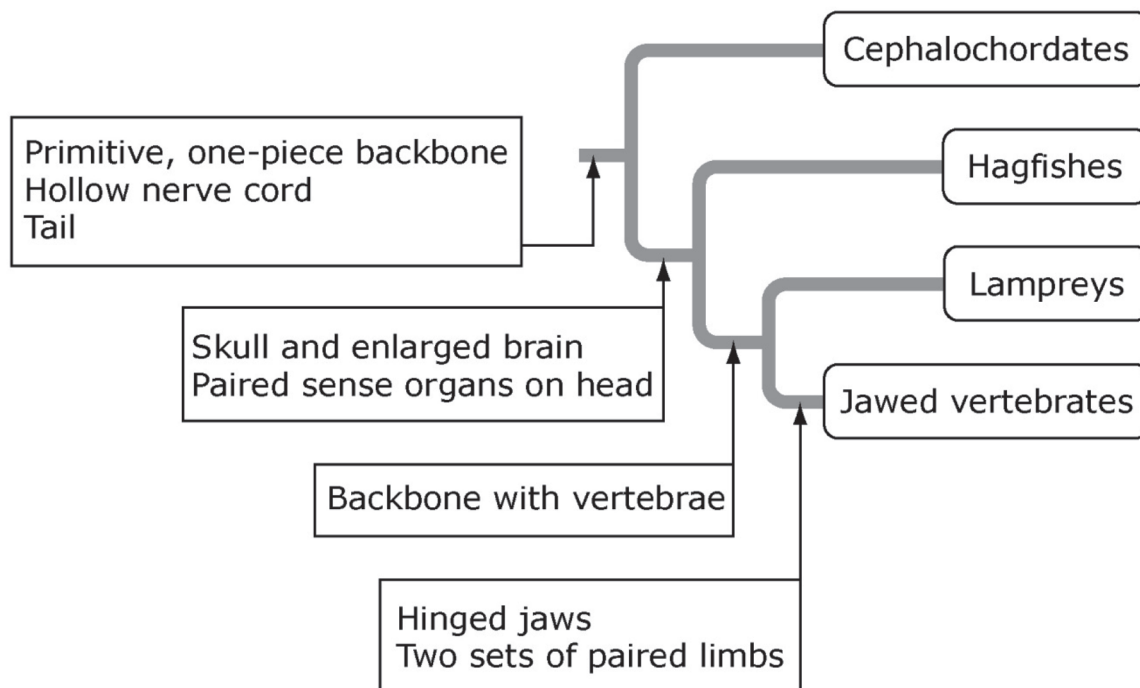 Cephalochordates
Primitive, one-piece backbone
Hollow nerve cord
Tail
Hagfishes
Lampreys
Skull and enlarged brain
Paired sense organs on head
Jawed vertebrates
Backbone with vertebrae
Hinged jaws
Two sets of paired limbs